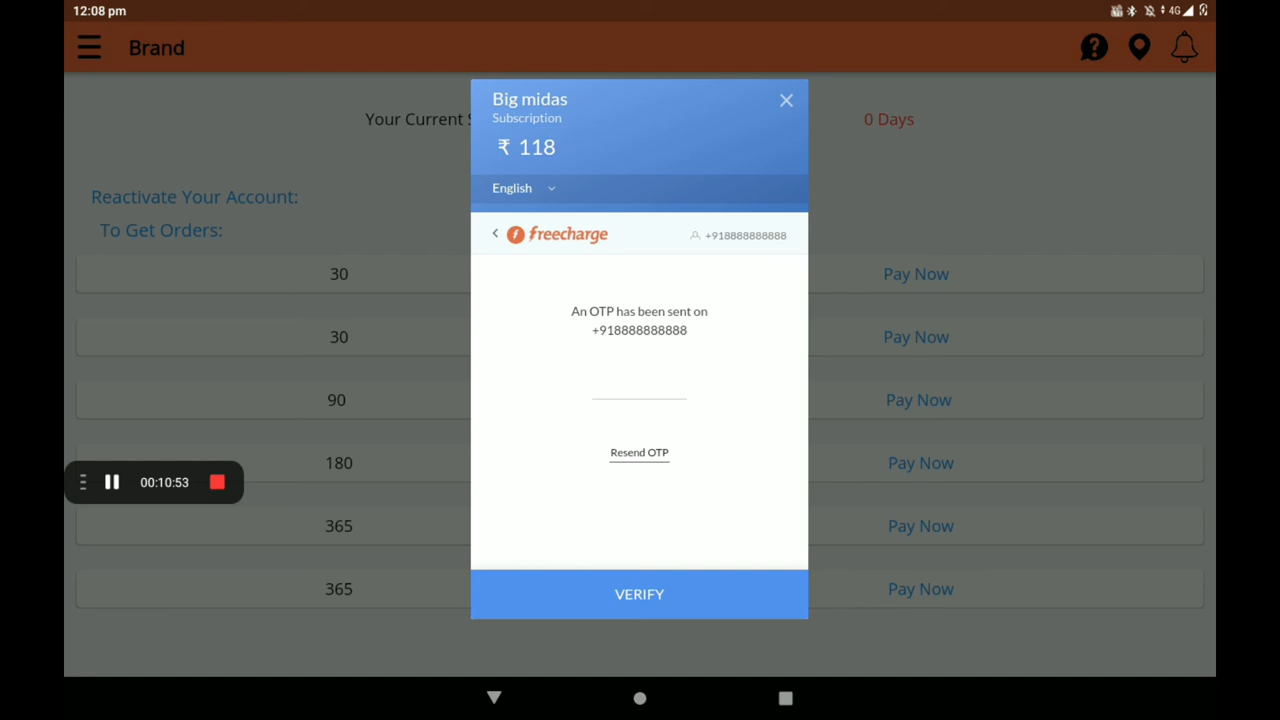 12:08 pm
4G
Brand
Your Current S
0 Days
Big midas
Subscription
₹ 118
English
Reactivate Your Account:
To Get Orders:
freecharge
+918888888888
An OTP has been sent on
+918888888888
Resend OTP
VERIFY
30 Pay Now
30 Pay Now
90 Pay Now
180 Pay Now
00:10:53
365 Pay Now
365 Pay Now